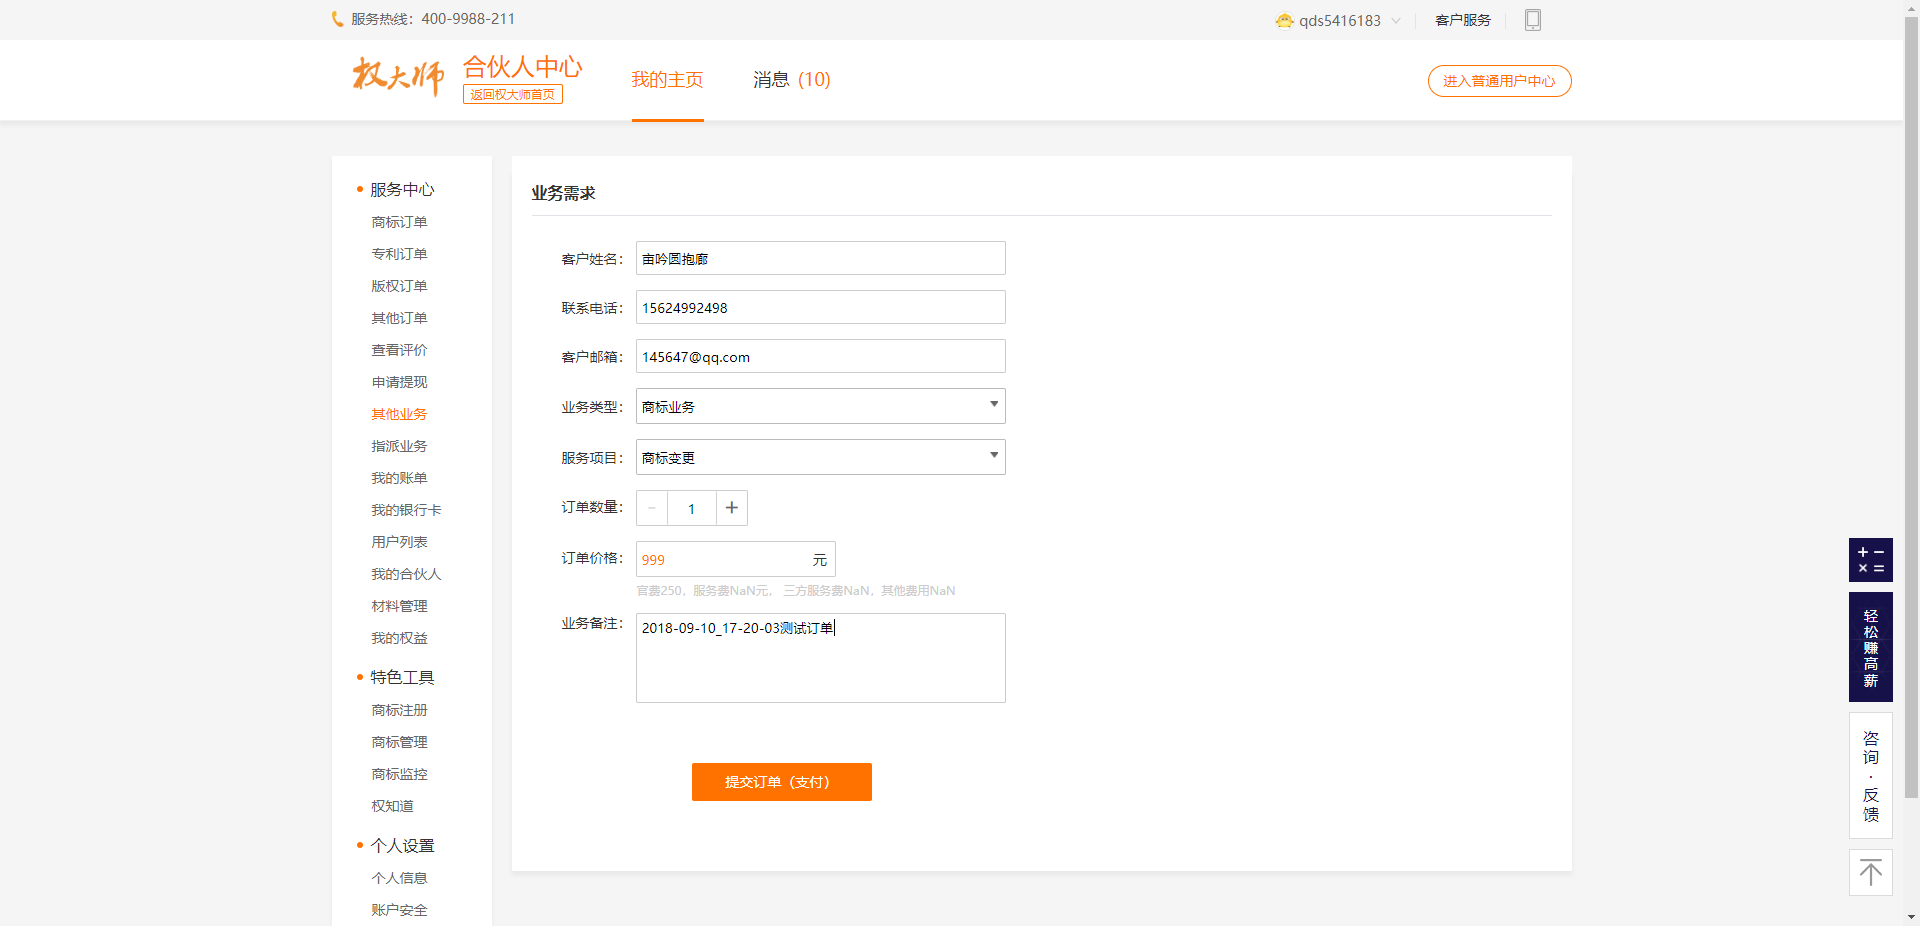 服务热线：400-9988-211
qds5416183
客户服务
权大师
合伙人中心
返回权大师首页
我的主页
消息 (10)
进入普通用户中心
服务中心
商标订单
专利订单
版权订单
其他订单
查看评价
申请提现
其他业务
指派业务
我的账单
我的银行卡
用户列表
我的合伙人
材料管理
我的权益
特色工具
商标注册
商标管理
商标监控
权知道
个人设置
个人信息
账户安全
业务需求
客户姓名：亩吟圆抱廊
联系电话：15624992498
客户邮箱：145647@qq.com
业务类型：商标业务
服务项目：商标变更
订单数量：− 1 +
订单价格：999 元
官费250，服务费NaN元， 三方服务费NaN，其他费用NaN
业务备注：2018-09-10_17-20-03测试订单
提交订单（支付）
轻松赚高薪
咨询·反馈